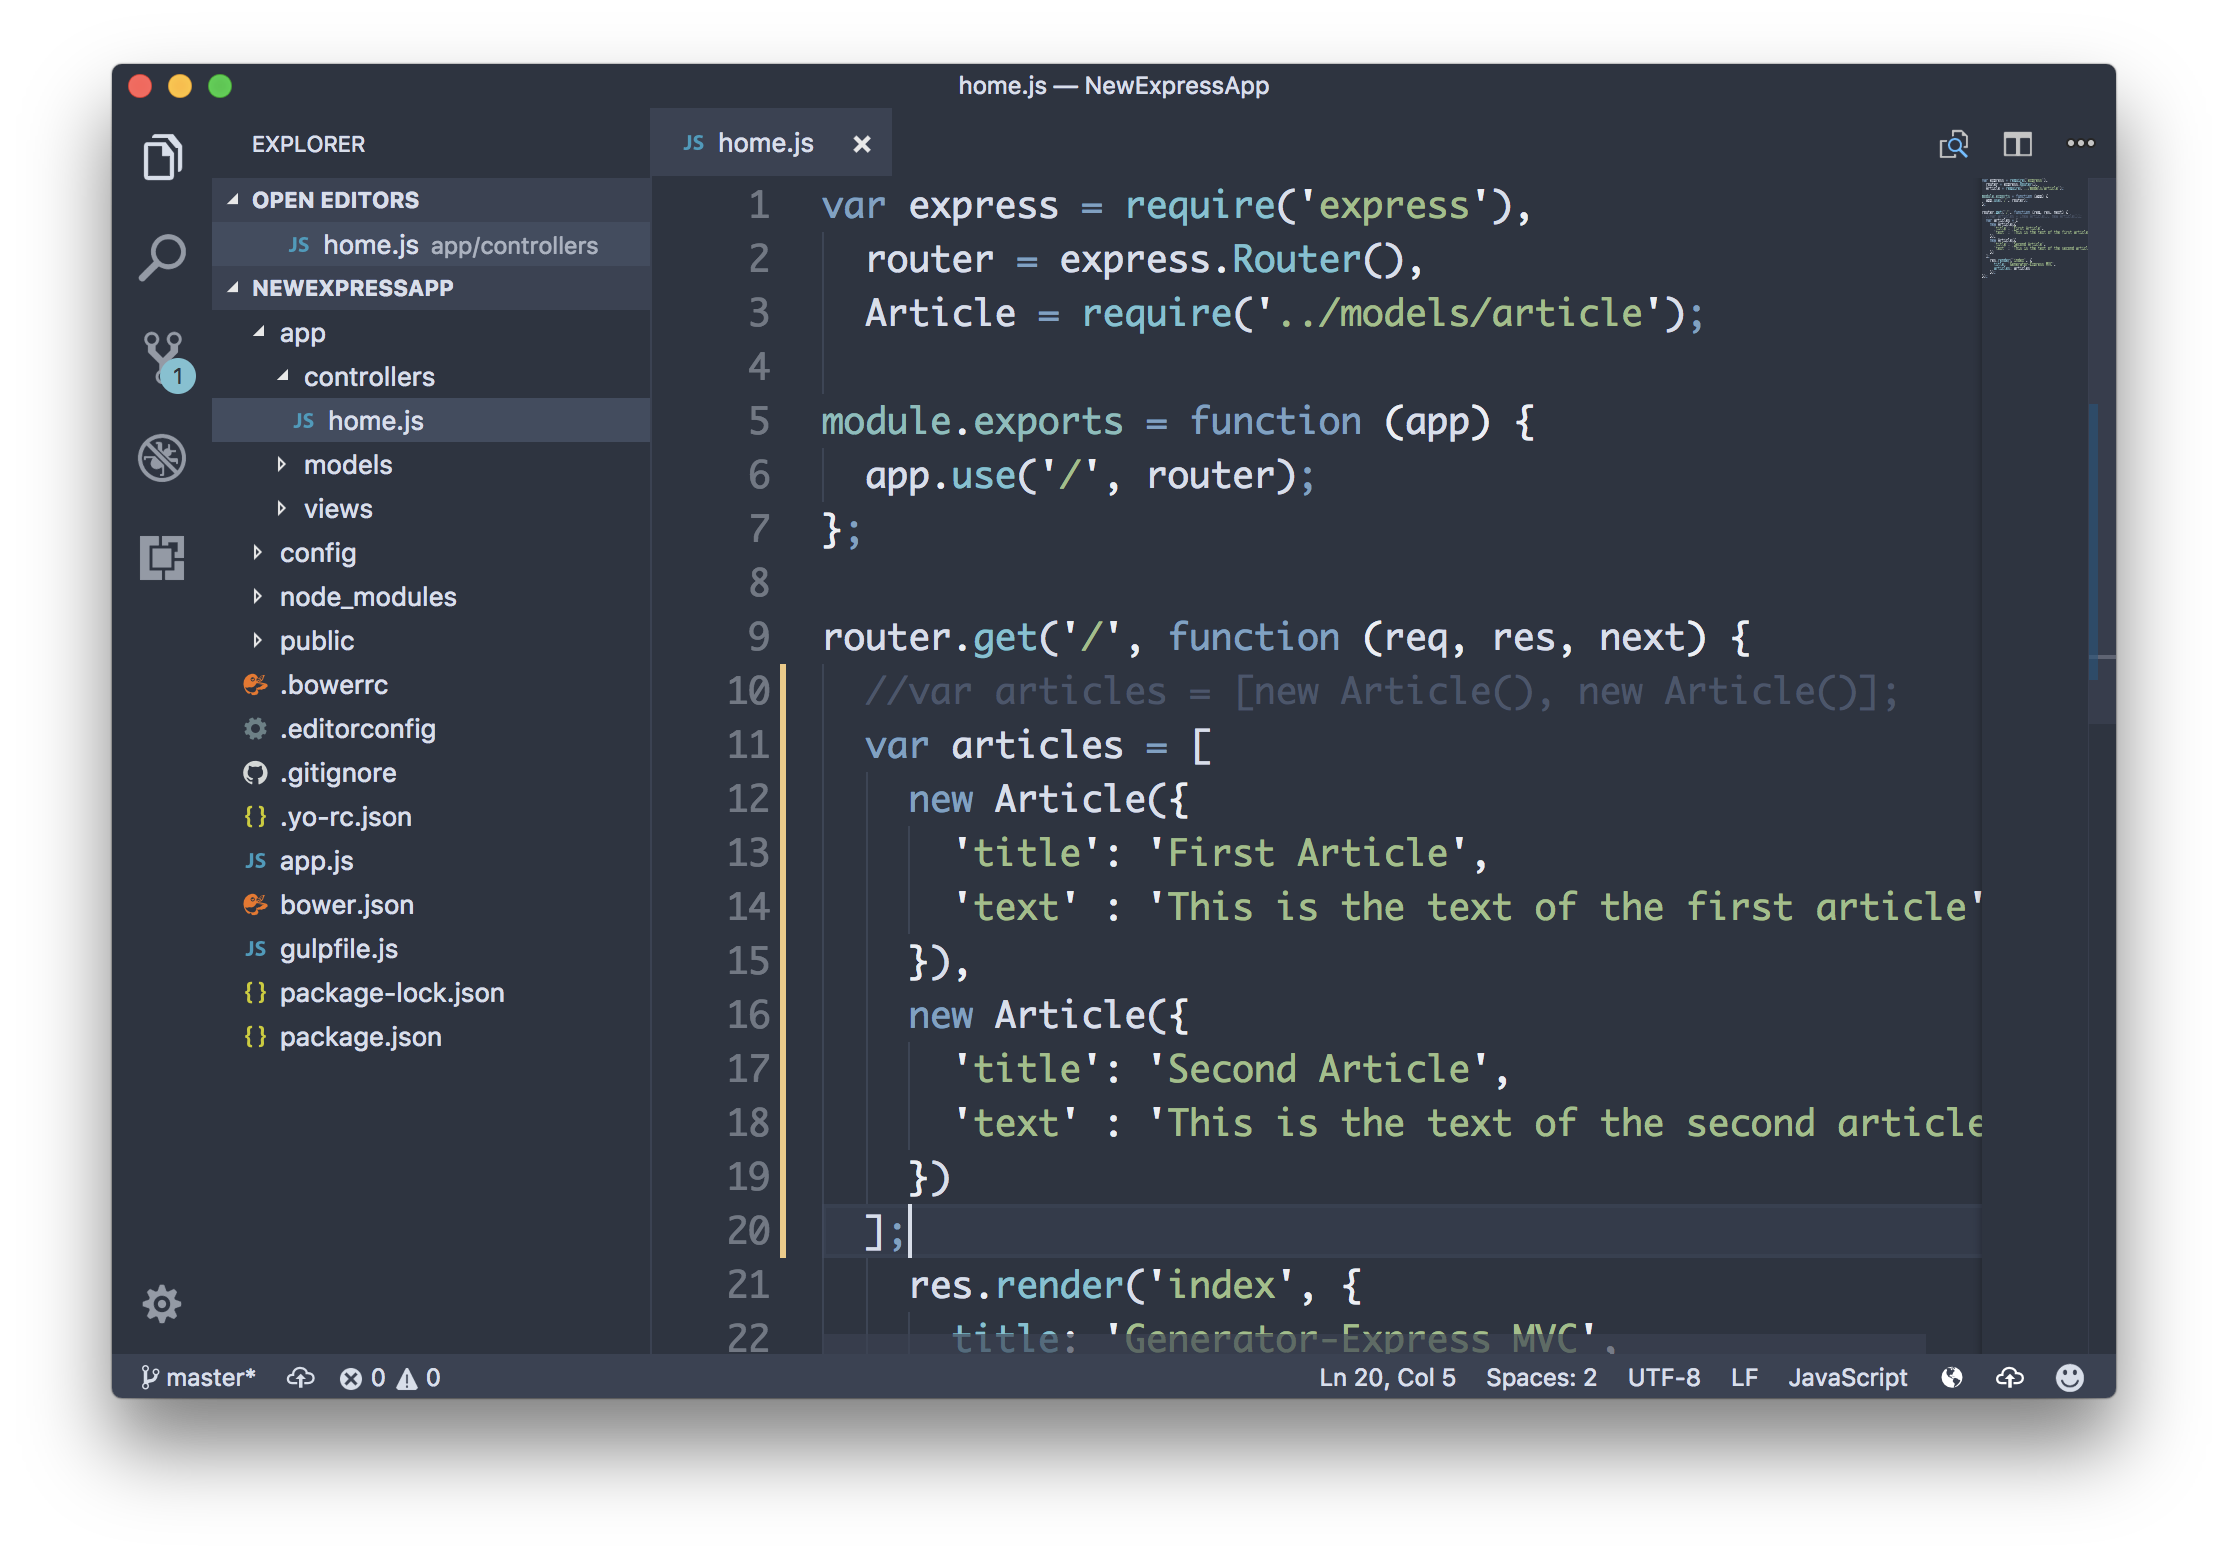 home.js — NewExpressApp
EXPLORER
OPEN EDITORS
JS home.js app/controllers
NEWEXPRESSAPP
app
controllers
JS home.js
models
views
config
node_modules
public
.bowerrc
.editorconfig
.gitignore
{} .yo-rc.json
JS app.js
bower.json
JS gulpfile.js
{} package-lock.json
{} package.json
1
JS home.js ×
1 var express = require('express'),
2   router = express.Router(),
3   Article = require('../models/article');
4
5 module.exports = function (app) {
6   app.use('/', router);
7 };
8
9 router.get('/', function (req, res, next) {
10   //var articles = [new Article(), new Article()];
11   var articles = [
12     new Article({
13       'title': 'First Article',
14       'text' : 'This is the text of the first article'
15     }),
16     new Article({
17       'title': 'Second Article',
18       'text' : 'This is the text of the second article
19     })
20   ];
21     res.render('index', {
22       title: 'Generator-Express MVC',
master* 0 0 Ln 20, Col 5 Spaces: 2 UTF-8 LF JavaScript